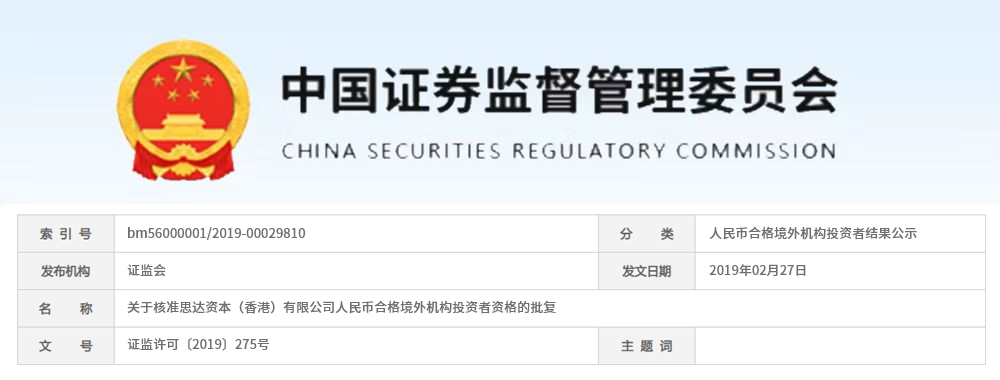 中国证券监督管理委员会
CHINA SECURITIES REGULATORY COMMISSION
索 引 号 bm56000001/2019-00029810 分 类 人民币合格境外机构投资者结果公示
发布机构 证监会 发文日期 2019年02月27日
名 称 关于核准思达资本（香港）有限公司人民币合格境外机构投资者资格的批复
文 号 证监许可〔2019〕275号 主 题 词